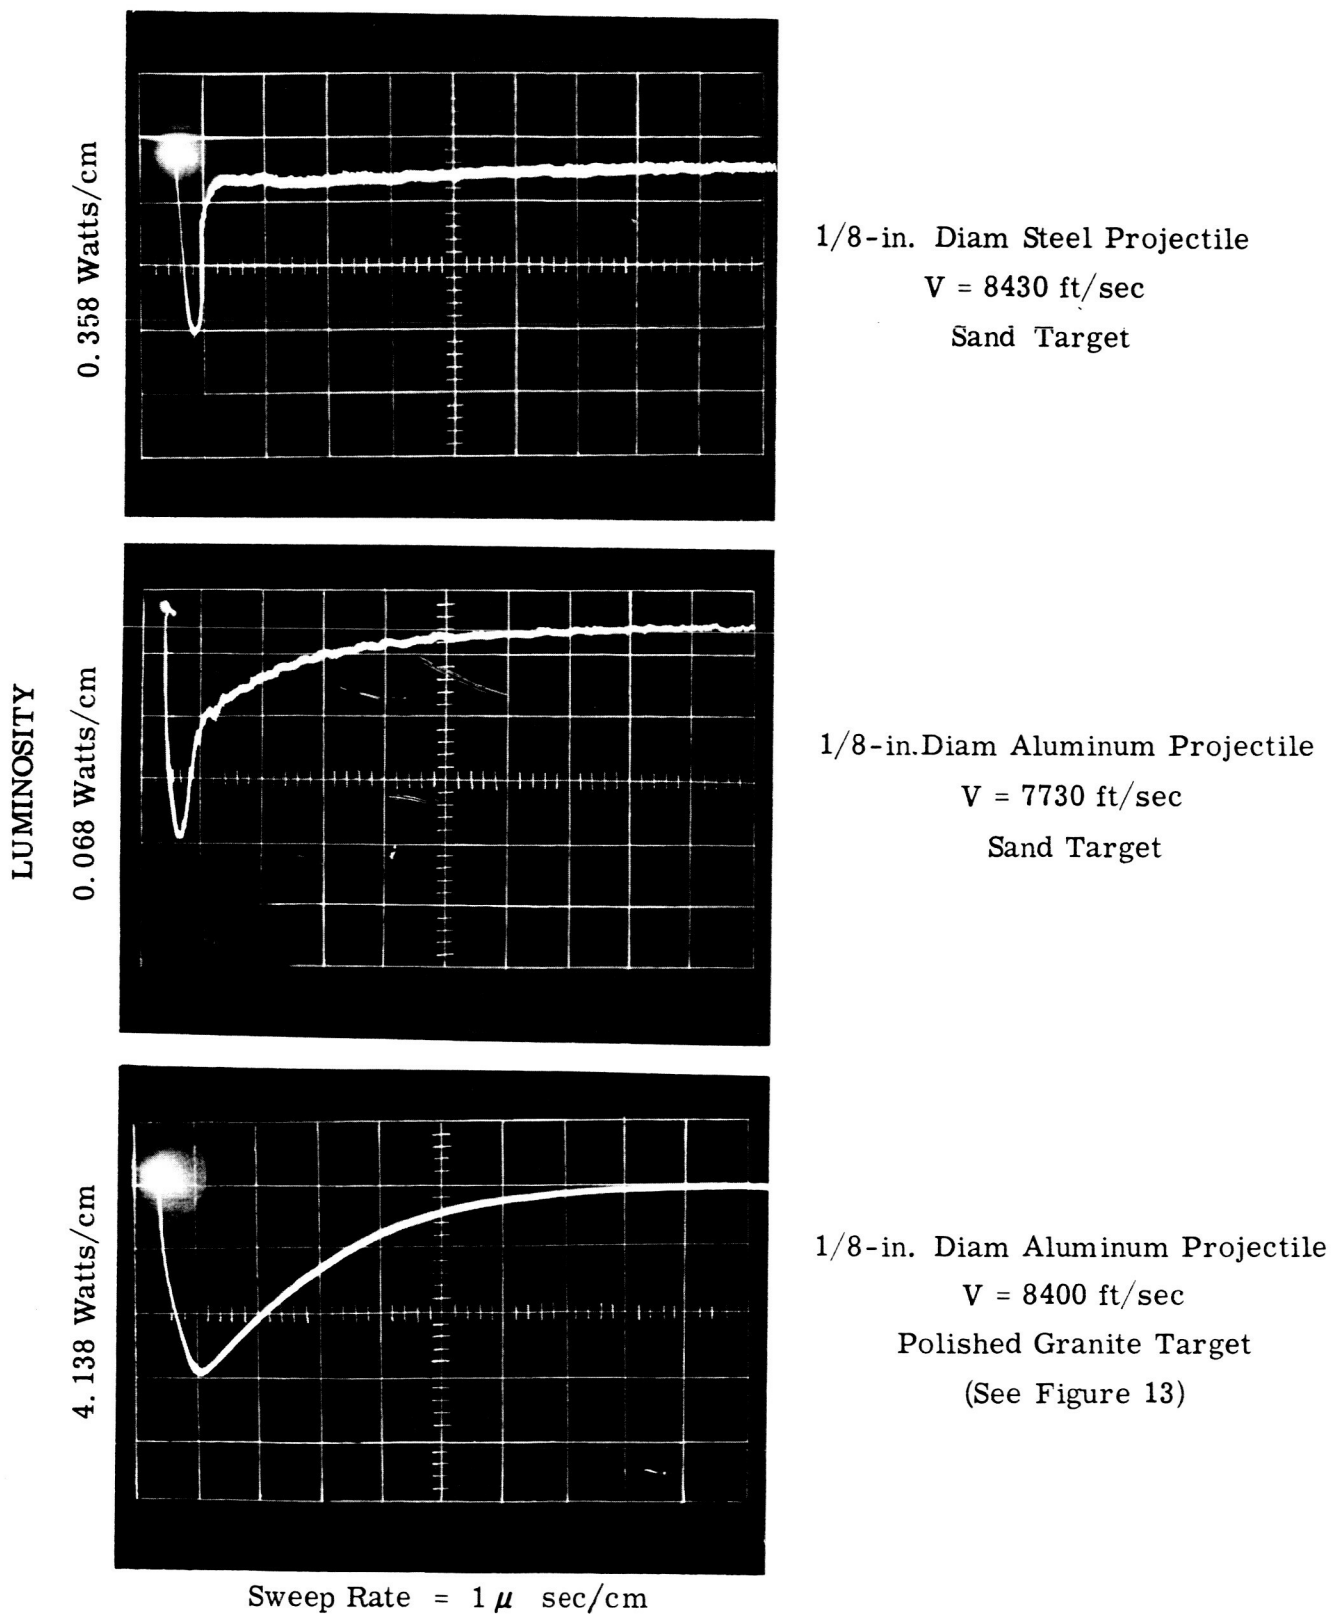 LUMINOSITY
0.358 Watts/cm
1/8-in. Diam Steel Projectile
V = 8430 ft/sec
Sand Target
0.068 Watts/cm
1/8-in.Diam Aluminum Projectile
V = 7730 ft/sec
Sand Target
4.138 Watts/cm
1/8-in. Diam Aluminum Projectile
V = 8400 ft/sec
Polished Granite Target
(See Figure 13)
Sweep Rate = 1 μ sec/cm